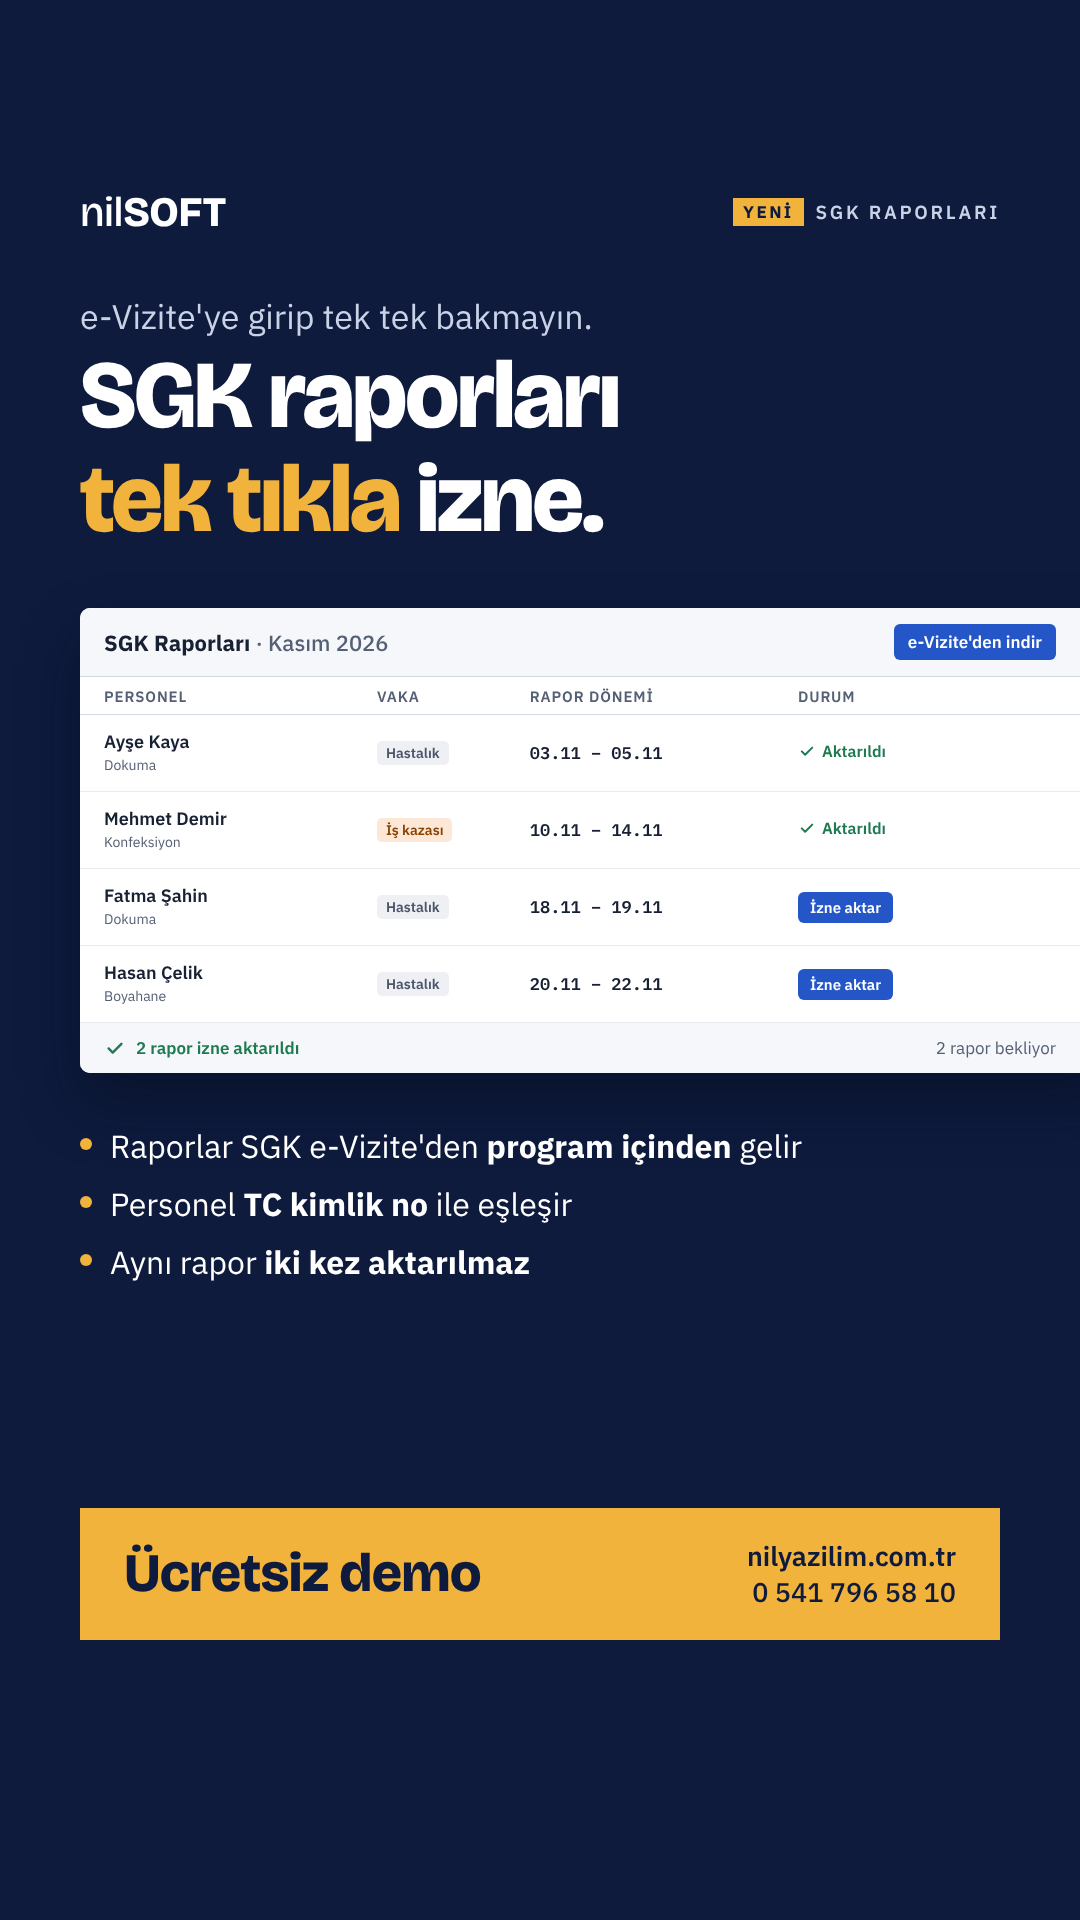 nilSOFT
YENİ SGK RAPORLARI
e-Vizite'ye girip tek tek bakmayın.
SGK raporları
tek tıkla izne.
SGK Raporları · Kasım 2026
e-Vizite'den indir
PERSONEL VAKA RAPOR DÖNEMİ DURUM
Ayşe Kaya
Dokuma
Hastalık 03.11 – 05.11 Aktarıldı
Mehmet Demir
Konfeksiyon
İş kazası 10.11 – 14.11 Aktarıldı
Fatma Şahin
Dokuma
Hastalık 18.11 – 19.11 İzne aktar
Hasan Çelik
Boyahane
Hastalık 20.11 – 22.11 İzne aktar
2 rapor izne aktarıldı 2 rapor bekliyor
Raporlar SGK e-Vizite'den program içinden gelir
Personel TC kimlik no ile eşleşir
Aynı rapor iki kez aktarılmaz
Ücretsiz demo
nilyazilim.com.tr
0 541 796 58 10